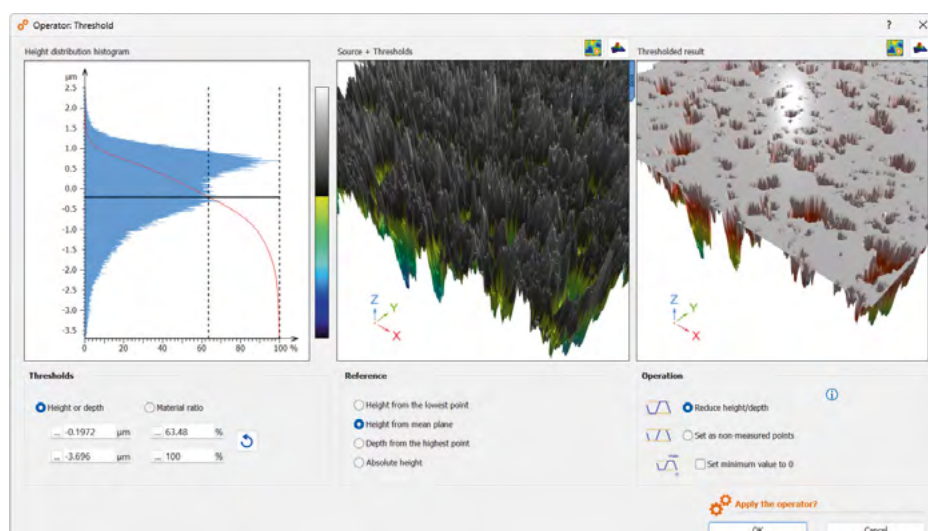 Operator: Threshold
Height distribution histogram
Source + Thresholds
Thresholded result
µm
2.5
2.0
1.5
1.0
0.5
0.0
-0.5
-1.0
-1.5
-2.0
-2.5
-3.0
-3.5
0 20 40 60 80 100 %
Z
Y
X
Z
Y
X
Thresholds
Height or depth Material ratio
... -0.1972 µm ... 63.48 %
... -3.696 µm ... 100 %
Reference
Height from the lowest point
Height from mean plane
Depth from the highest point
Absolute height
Operation
Reduce height/depth
Set as non measured points
Set minimum value to 0
Apply the operator?
OK Cancel